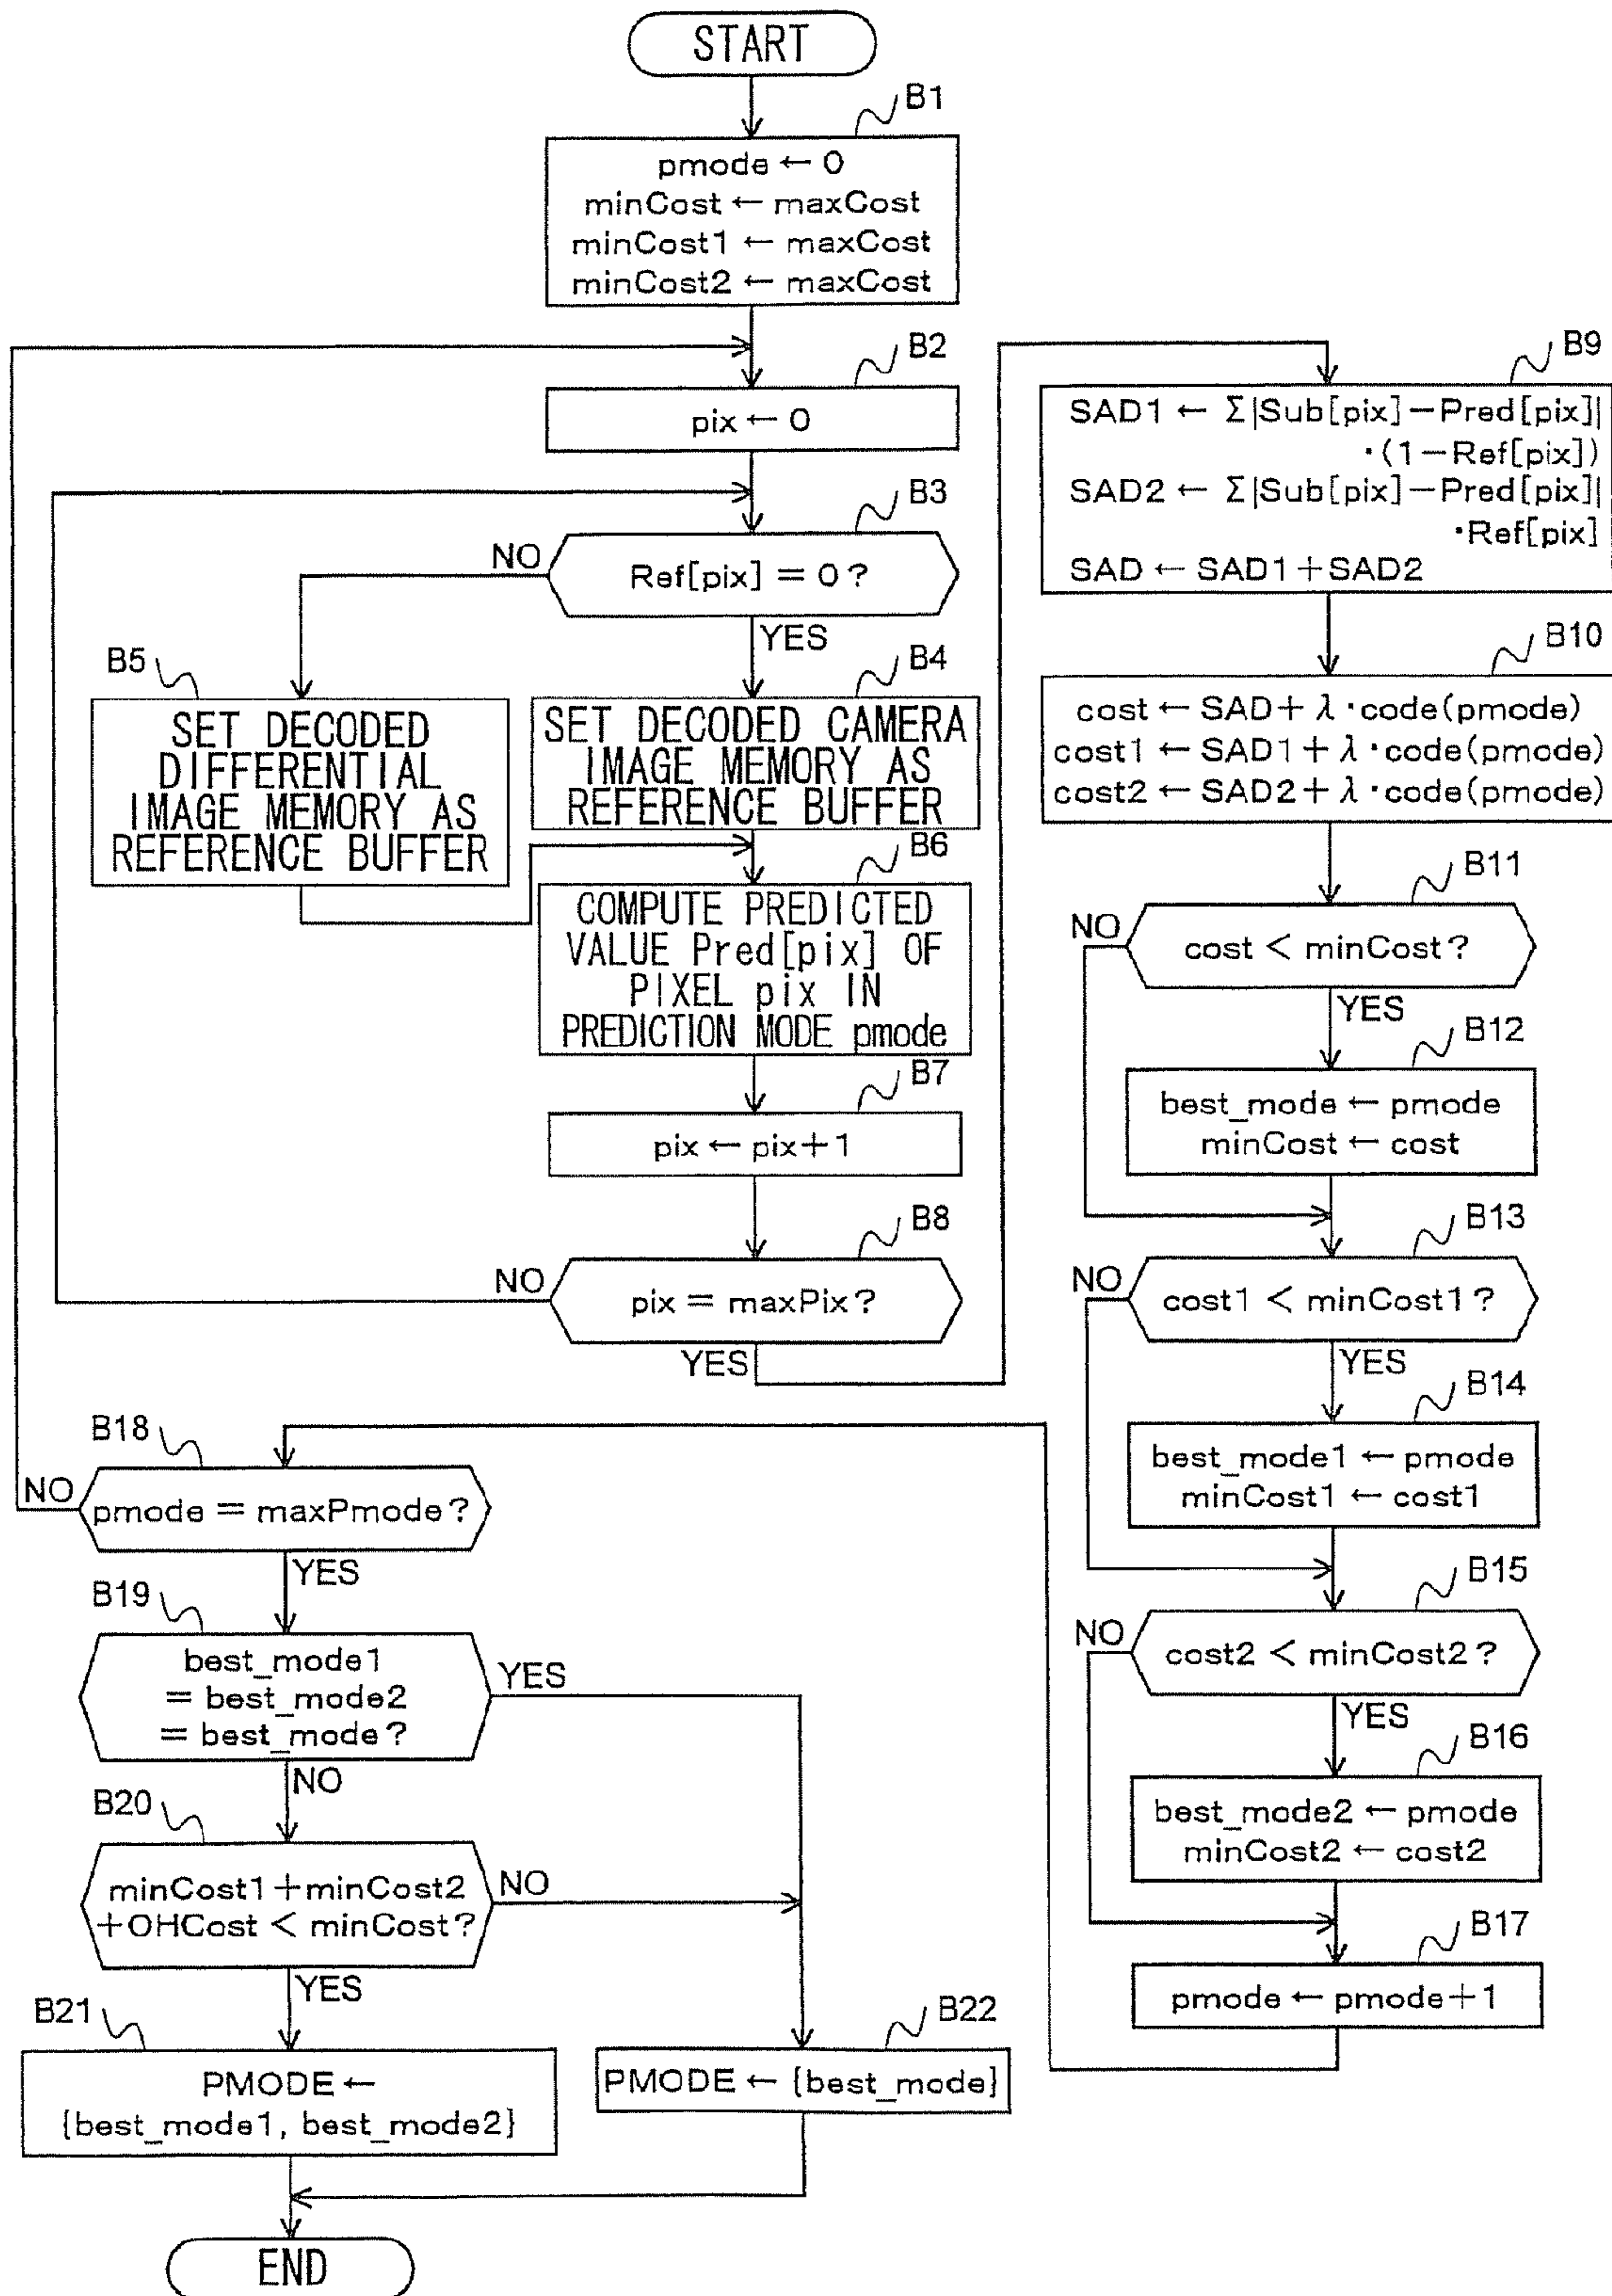 START
B1
pmode ← 0
minCost ← maxCost
minCost1 ← maxCost
minCost2 ← maxCost
B2
pix ← 0
B3
Ref[pix] = 0?
NO
YES
B5
SET DECODED
DIFFERENTIAL
IMAGE MEMORY AS
REFERENCE BUFFER
B4
SET DECODED CAMERA
IMAGE MEMORY AS
REFERENCE BUFFER
B6
COMPUTE PREDICTED
VALUE Pred[pix] OF
PIXEL pix IN
PREDICTION MODE pmode
B7
pix ← pix+1
B8
pix = maxPix?
NO
YES
B9
SAD1 ← Σ|Sub[pix]−Pred[pix]|
·(1−Ref[pix])
SAD2 ← Σ|Sub[pix]−Pred[pix]|
·Ref[pix]
SAD ← SAD1+SAD2
B10
cost ← SAD+λ·code(pmode)
cost1 ← SAD1+λ·code(pmode)
cost2 ← SAD2+λ·code(pmode)
B11
cost < minCost?
NO
YES
B12
best_mode ← pmode
minCost ← cost
B13
cost1 < minCost1?
NO
YES
B14
best_mode1 ← pmode
minCost1 ← cost1
B15
cost2 < minCost2?
NO
YES
B16
best_mode2 ← pmode
minCost2 ← cost2
B17
pmode ← pmode+1
B18
pmode = maxPmode?
NO
YES
B19
best_mode1
= best_mode2
= best_mode?
YES
NO
B20
minCost1+minCost2
+OHCost < minCost?
NO
YES
B21
PMODE ←
{best_mode1, best_mode2}
B22
PMODE ← {best_mode}
END